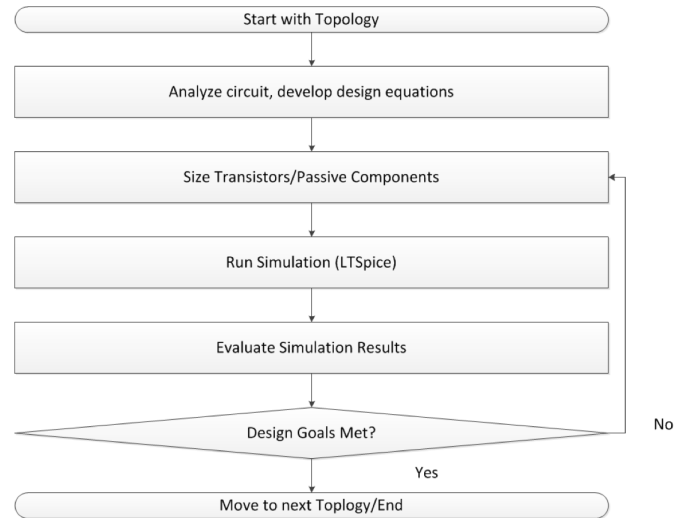 Start with Topology
Analyze circuit, develop design equations
Size Transistors/Passive Components
Run Simulation (LTSpice)
Evaluate Simulation Results
Design Goals Met?
No
Yes
Move to next Toplogy/End